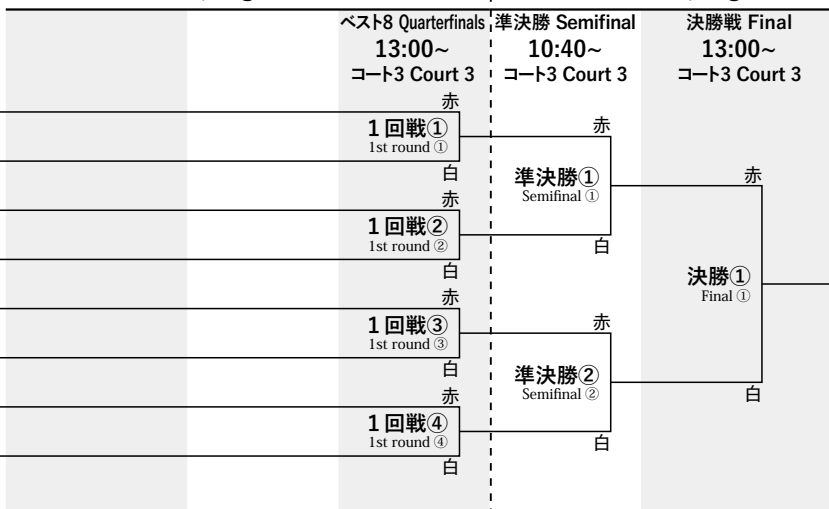 ベスト8 Quarterfinals
13:00~
コート3 Court 3
準決勝 Semifinal
10:40~
コート3 Court 3
決勝戦 Final
13:00~
コート3 Court 3
赤
1回戦①
1st round ①
白
赤
1回戦②
1st round ②
白
赤
1回戦③
1st round ③
白
赤
1回戦④
1st round ④
白
赤
準決勝①
Semifinal ①
白
赤
準決勝②
Semifinal ②
白
赤
決勝①
Final ①
白